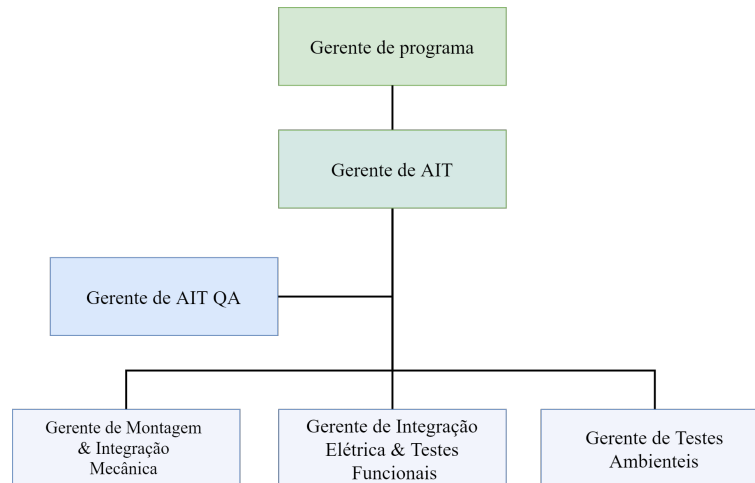 Gerente de programa
Gerente de AIT
Gerente de AIT QA
Gerente de Montagem
& Integração
Mecânica
Gerente de Integração
Elétrica & Testes
Funcionais
Gerente de Testes
Ambienteis